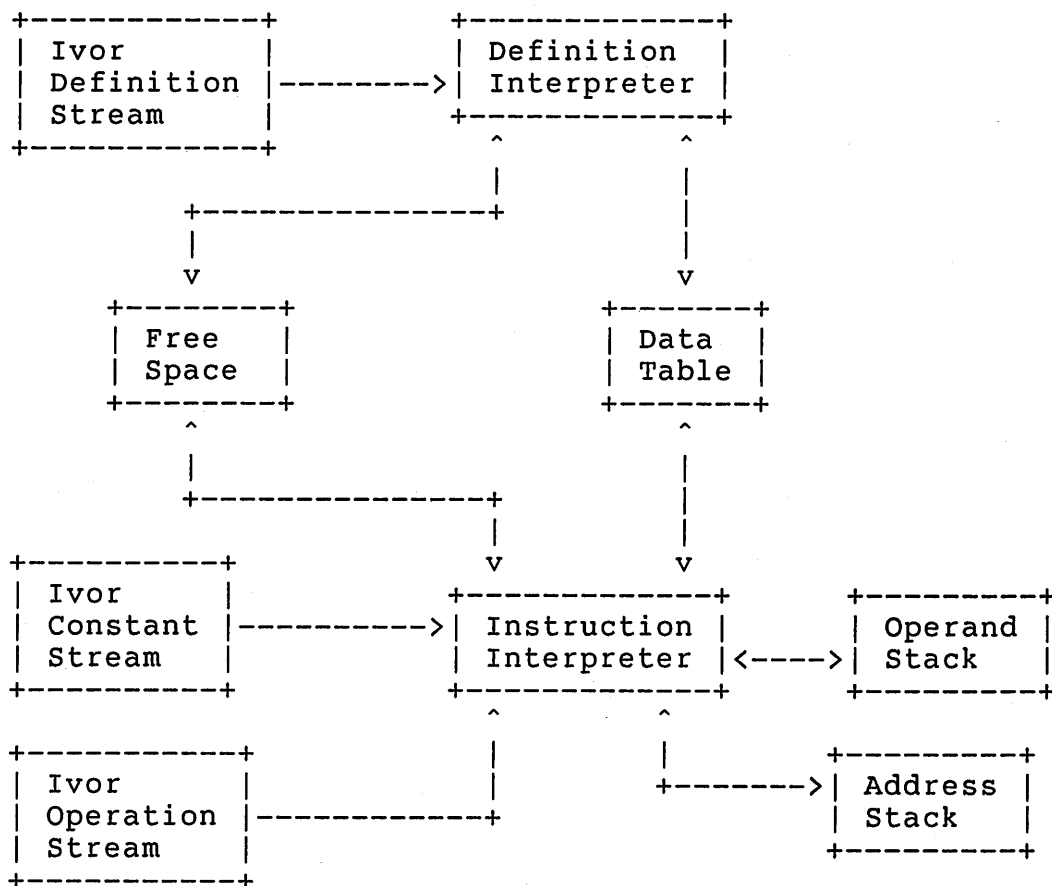 Ivor
Definition
Stream
Definition
Interpreter
Free
Space
Data
Table
Ivor
Constant
Stream
Instruction
Interpreter
Operand
Stack
Ivor
Operation
Stream
Address
Stack